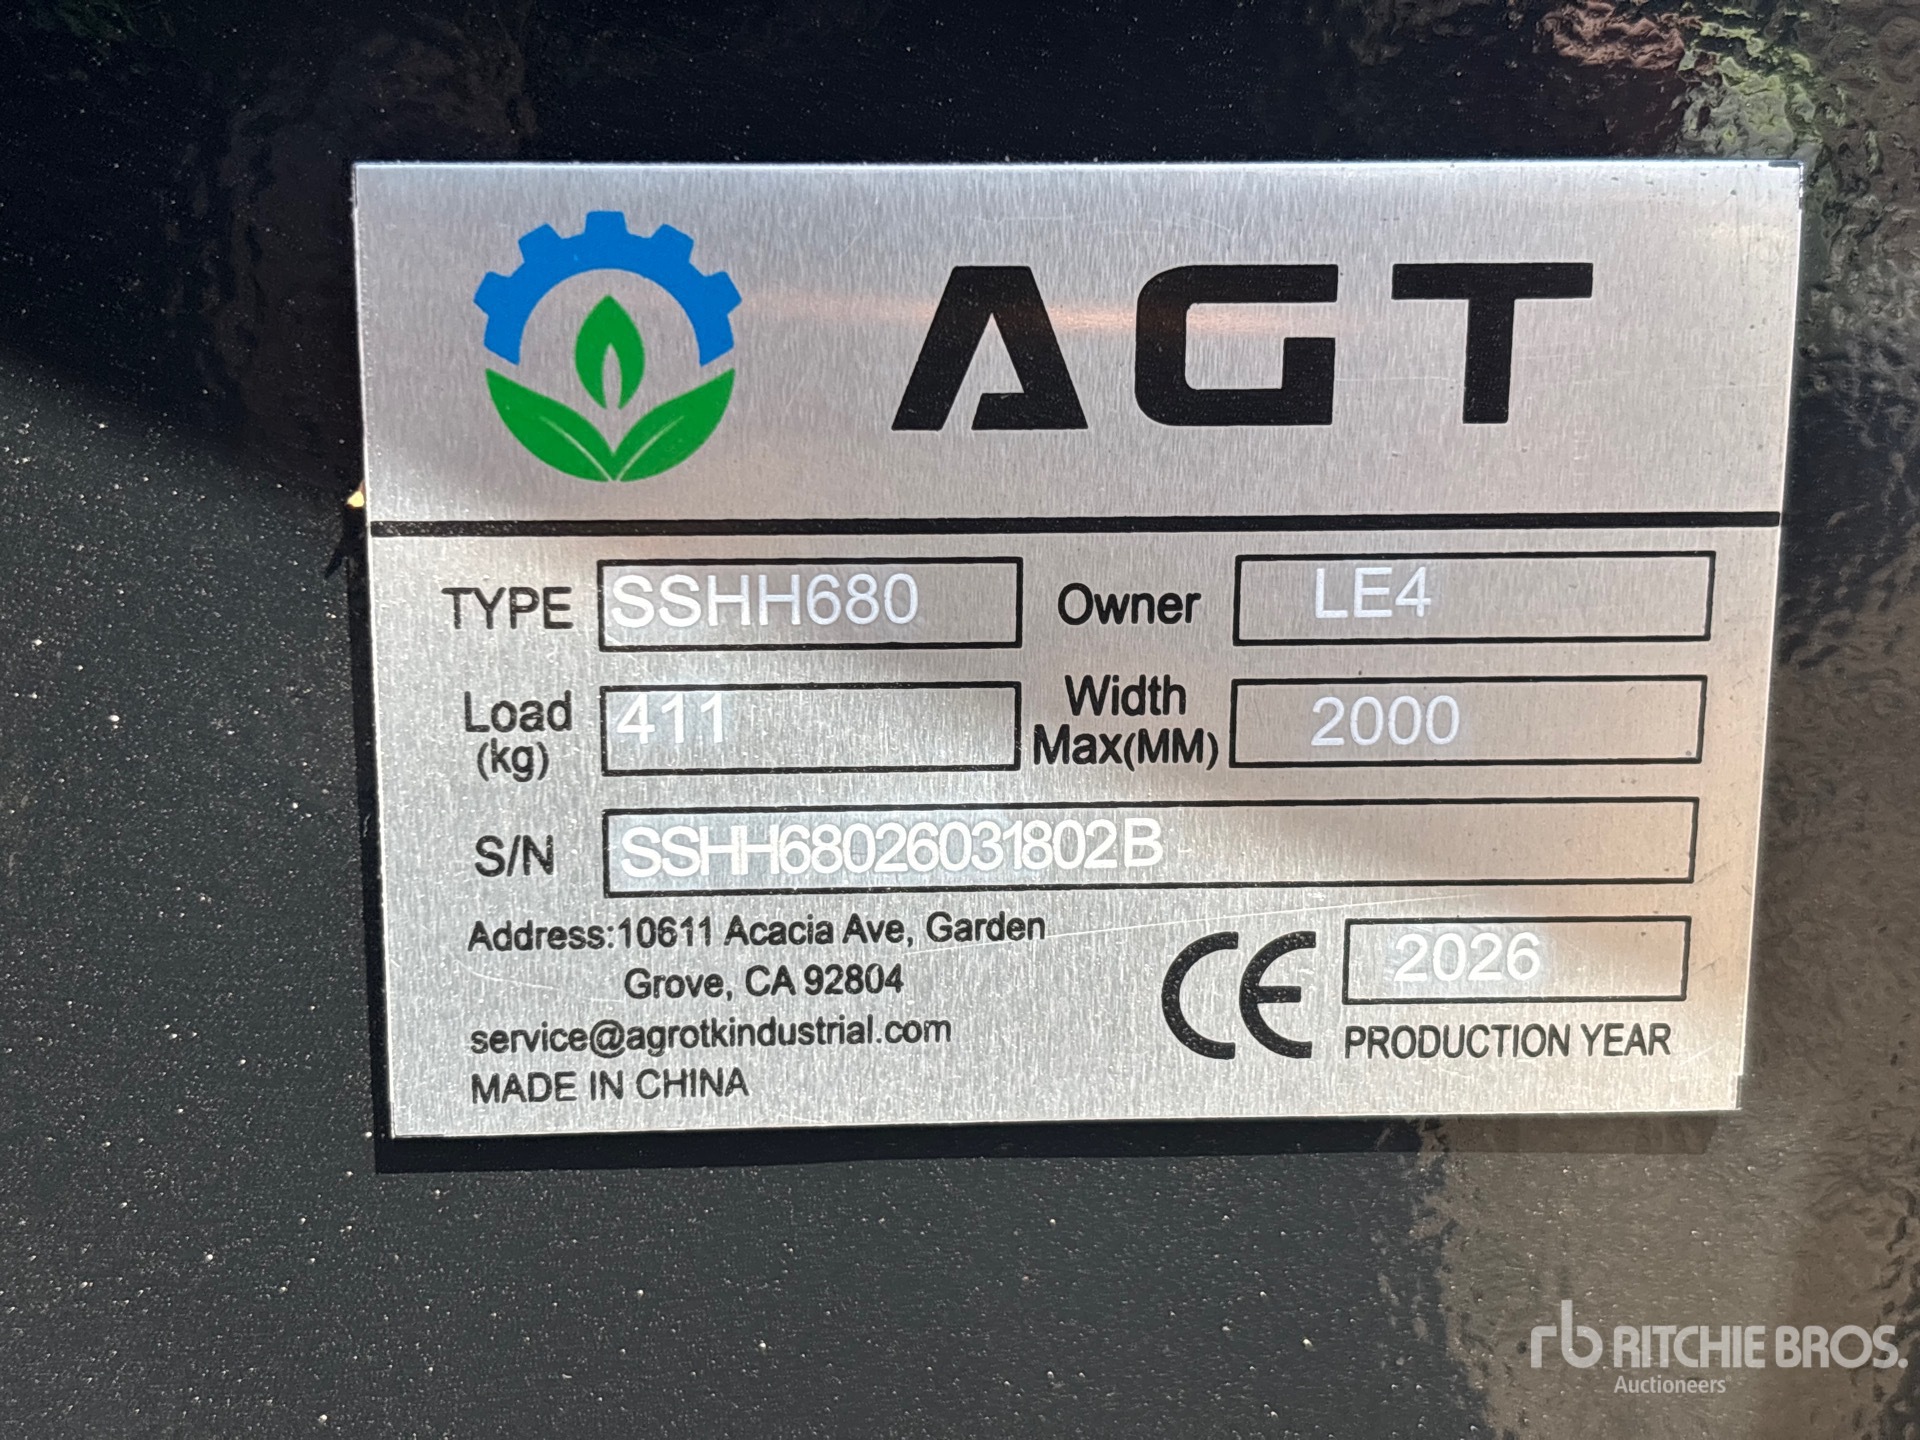 AGT
TYPE SSHH680 Owner LE4
Load (kg) 411 Width Max(MM) 2000
S/N SSHH68026031802B
Address:10611 Acacia Ave, Garden
Grove, CA 92804
service@agrotkindustrial.com
MADE IN CHINA
CE 2026
PRODUCTION YEAR
rb RITCHIE BROS.
Auctioneers